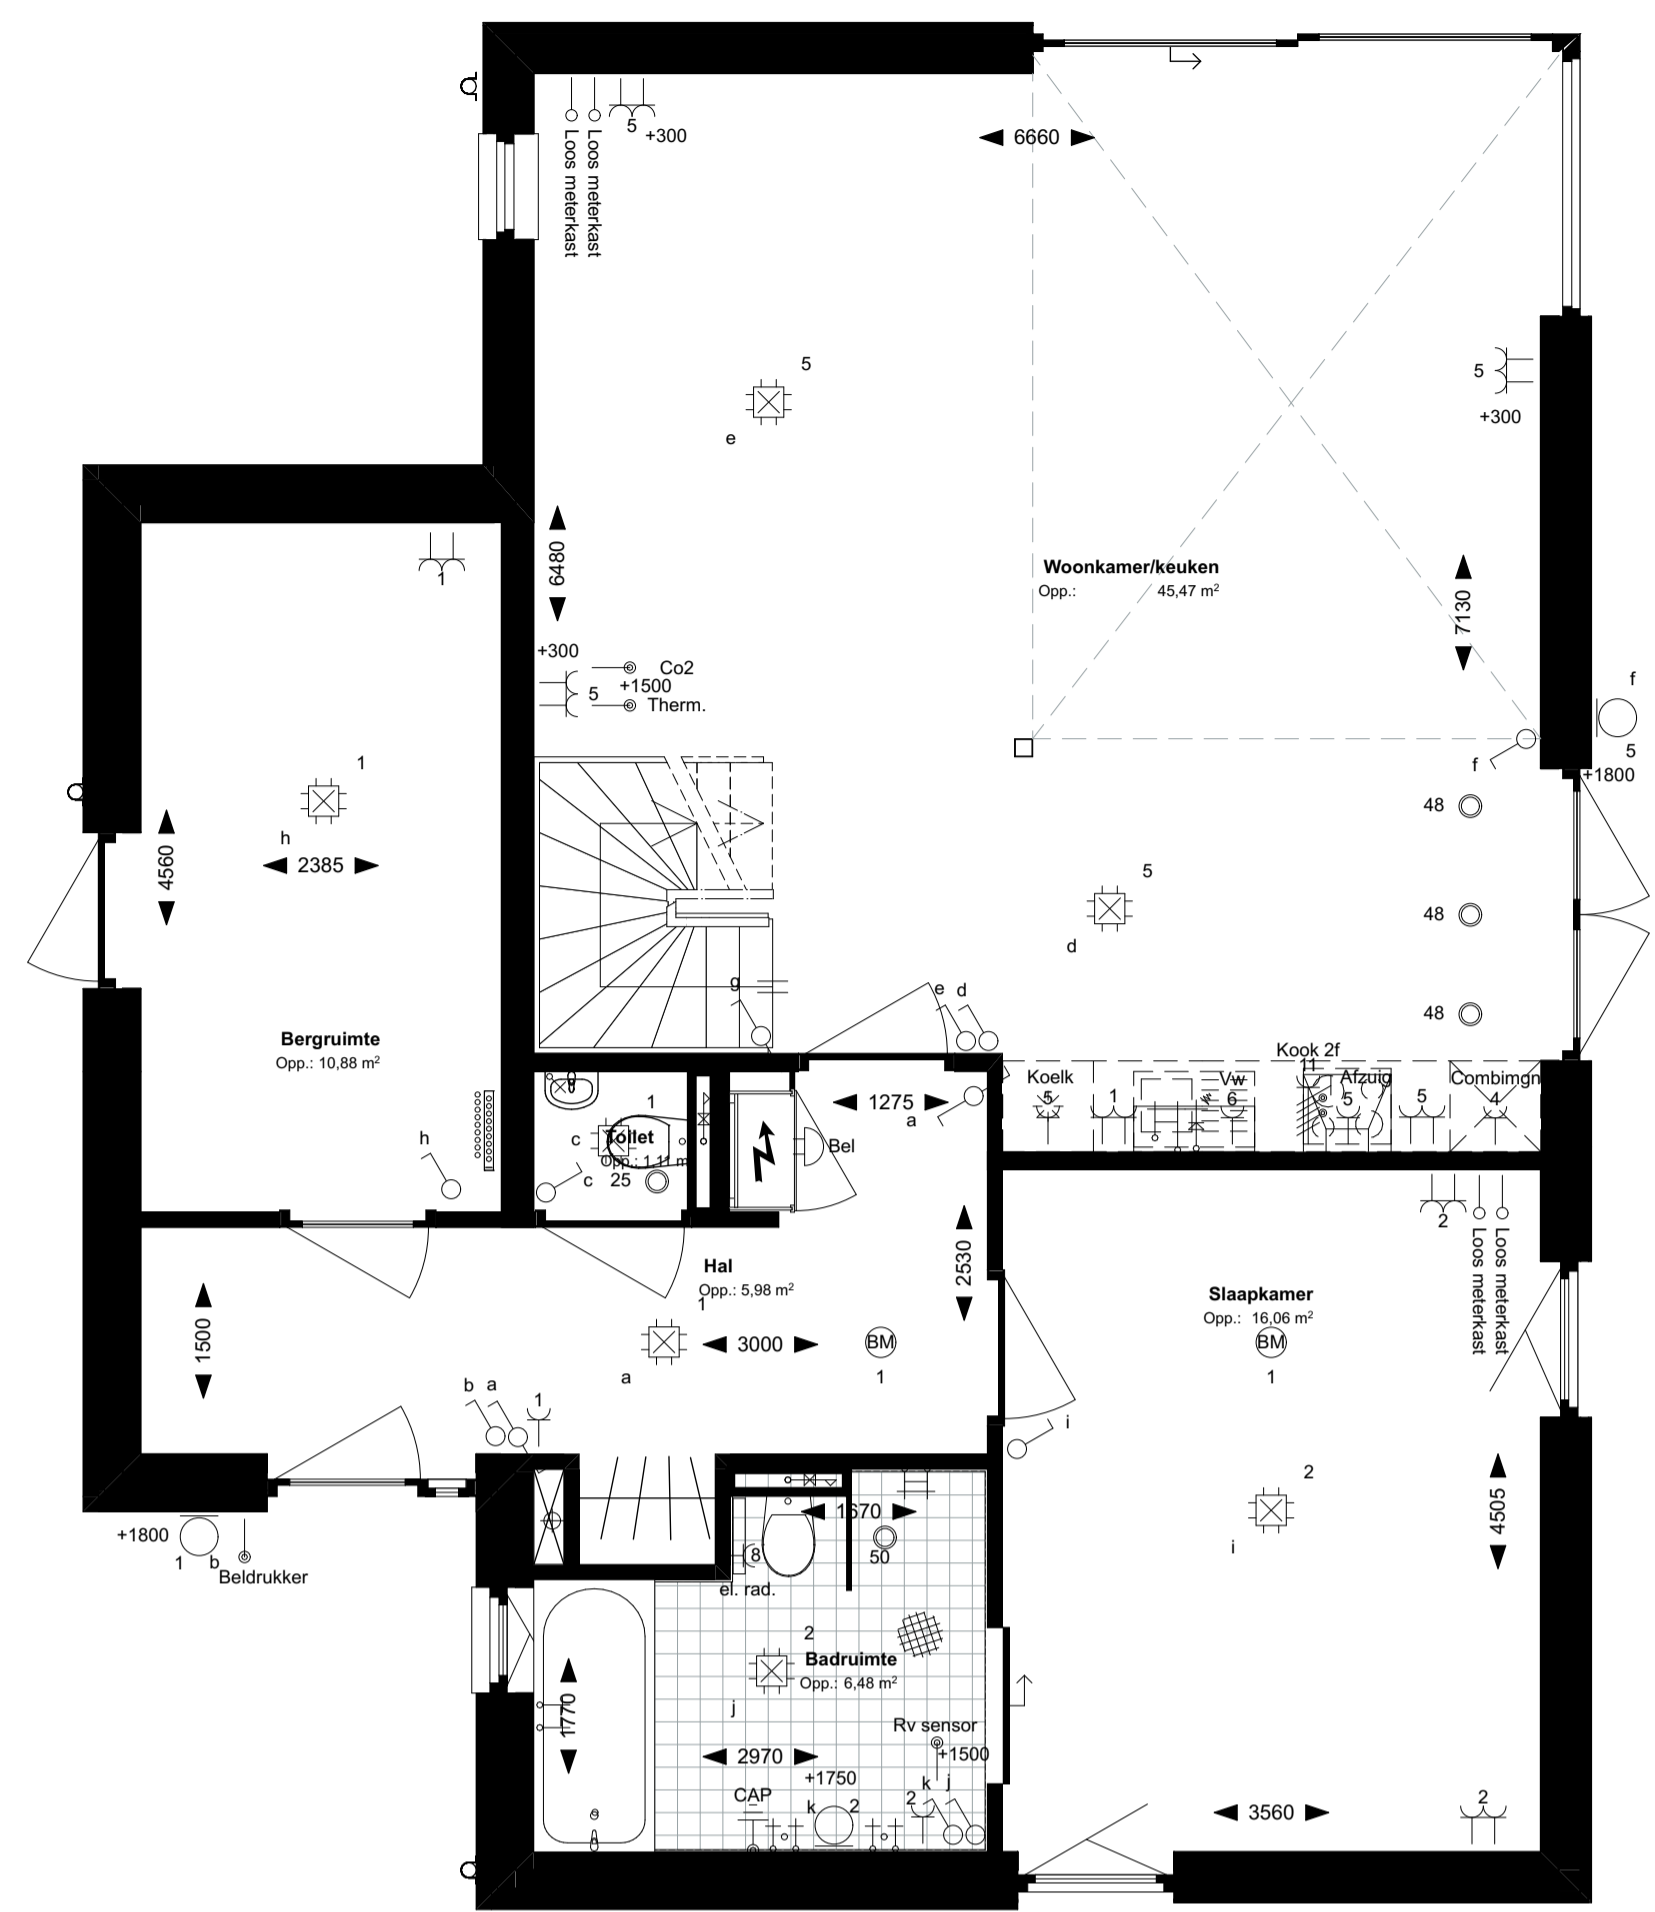 5
+300
Loos meterkast
Loos meterkast
6660
5
e
5
+300
6480
Woonkamer/keuken
Opp.: 45,47 m²
7130
1
+300
Co2
5
+1500
Therm.
f
5
+1800
f
1
h
2385
4560
48
5
d
48
g
e d
48
Bergruimte
Opp.: 10,88 m²
Kook 2f
11
Koelk
5
1
Vw
6
Afzuig
5
5
Combimgn
4
1275
a
1
c
Toilet
Opp.: 1,11 m
c 25
Bel
h
2
Loos meterkast
Loos meterkast
2530
Hal
Opp.: 5,98 m²
1
Slaapkamer
Opp.: 16,06 m²
1500
3000
BM
1
a
BM
1
b a
1
i
2
i
4505
1670
+1800
1 b
Beldrukker
8
50
el. rad.
2
Badruimte
Opp.: 6,48 m²
j
1770
Rv sensor
+1500
2970
+1750
CAP
k 2
2 k j
3560
2